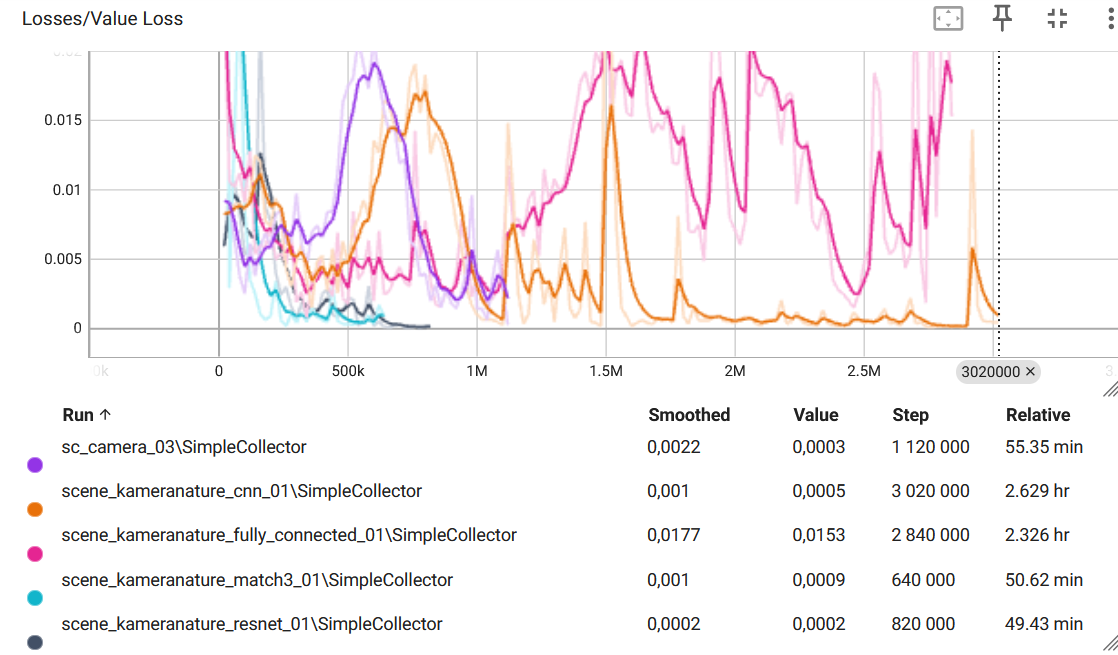 Losses/Value Loss
0.02
0.015
0.01
0.005
0
0k 0 500k 1M 1.5M 2M 2.5M 3020000 × 3.
Run ↑ Smoothed Value Step Relative
sc_camera_03\SimpleCollector 0,0022 0,0003 1 120 000 55.35 min
scene_kameranature_cnn_01\SimpleCollector 0,001 0,0005 3 020 000 2.629 hr
scene_kameranature_fully_connected_01\SimpleCollector 0,0177 0,0153 2 840 000 2.326 hr
scene_kameranature_match3_01\SimpleCollector 0,001 0,0009 640 000 50.62 min
scene_kameranature_resnet_01\SimpleCollector 0,0002 0,0002 820 000 49.43 min